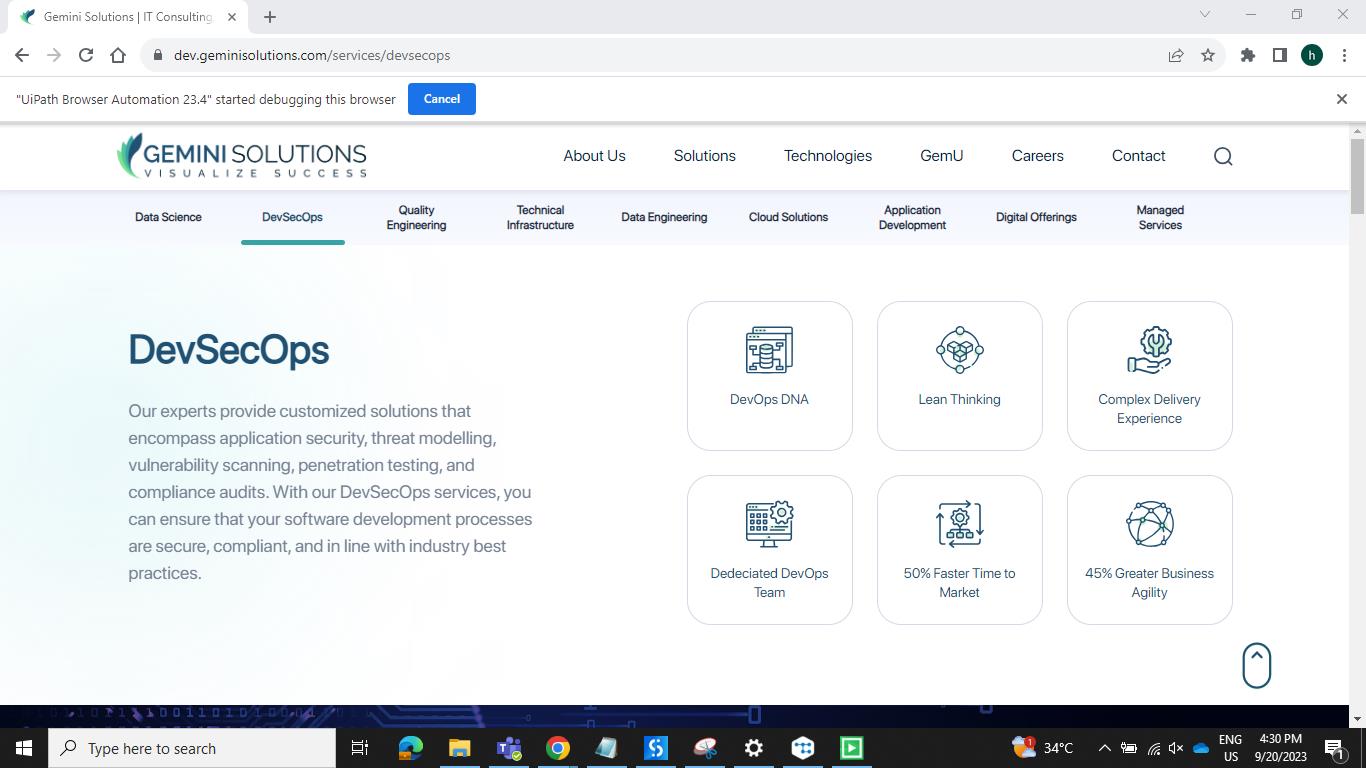 Gemini Solutions | IT Consulting
dev.geminisolutions.com/services/devsecops
h
"UiPath Browser Automation 23.4" started debugging this browser
Cancel
GEMINI SOLUTIONS
VISUALIZE SUCCESS
About Us
Solutions
Technologies
GemU
Careers
Contact
Data Science
DevSecOps
Quality
Engineering
Technical
Infrastructure
Data Engineering
Cloud Solutions
Application
Development
Digital Offerings
Managed
Services
DevSecOps
Our experts provide customized solutions that
encompass application security, threat modelling,
vulnerability scanning, penetration testing, and
compliance audits. With our DevSecOps services, you
can ensure that your software development processes
are secure, compliant, and in line with industry best
practices.
DevOps DNA
Lean Thinking
Complex Delivery
Experience
Dedeciated DevOps
Team
50% Faster Time to
Market
45% Greater Business
Agility
Type here to search
1
34°C
ENG
US
4:30 PM
9/20/2023
1